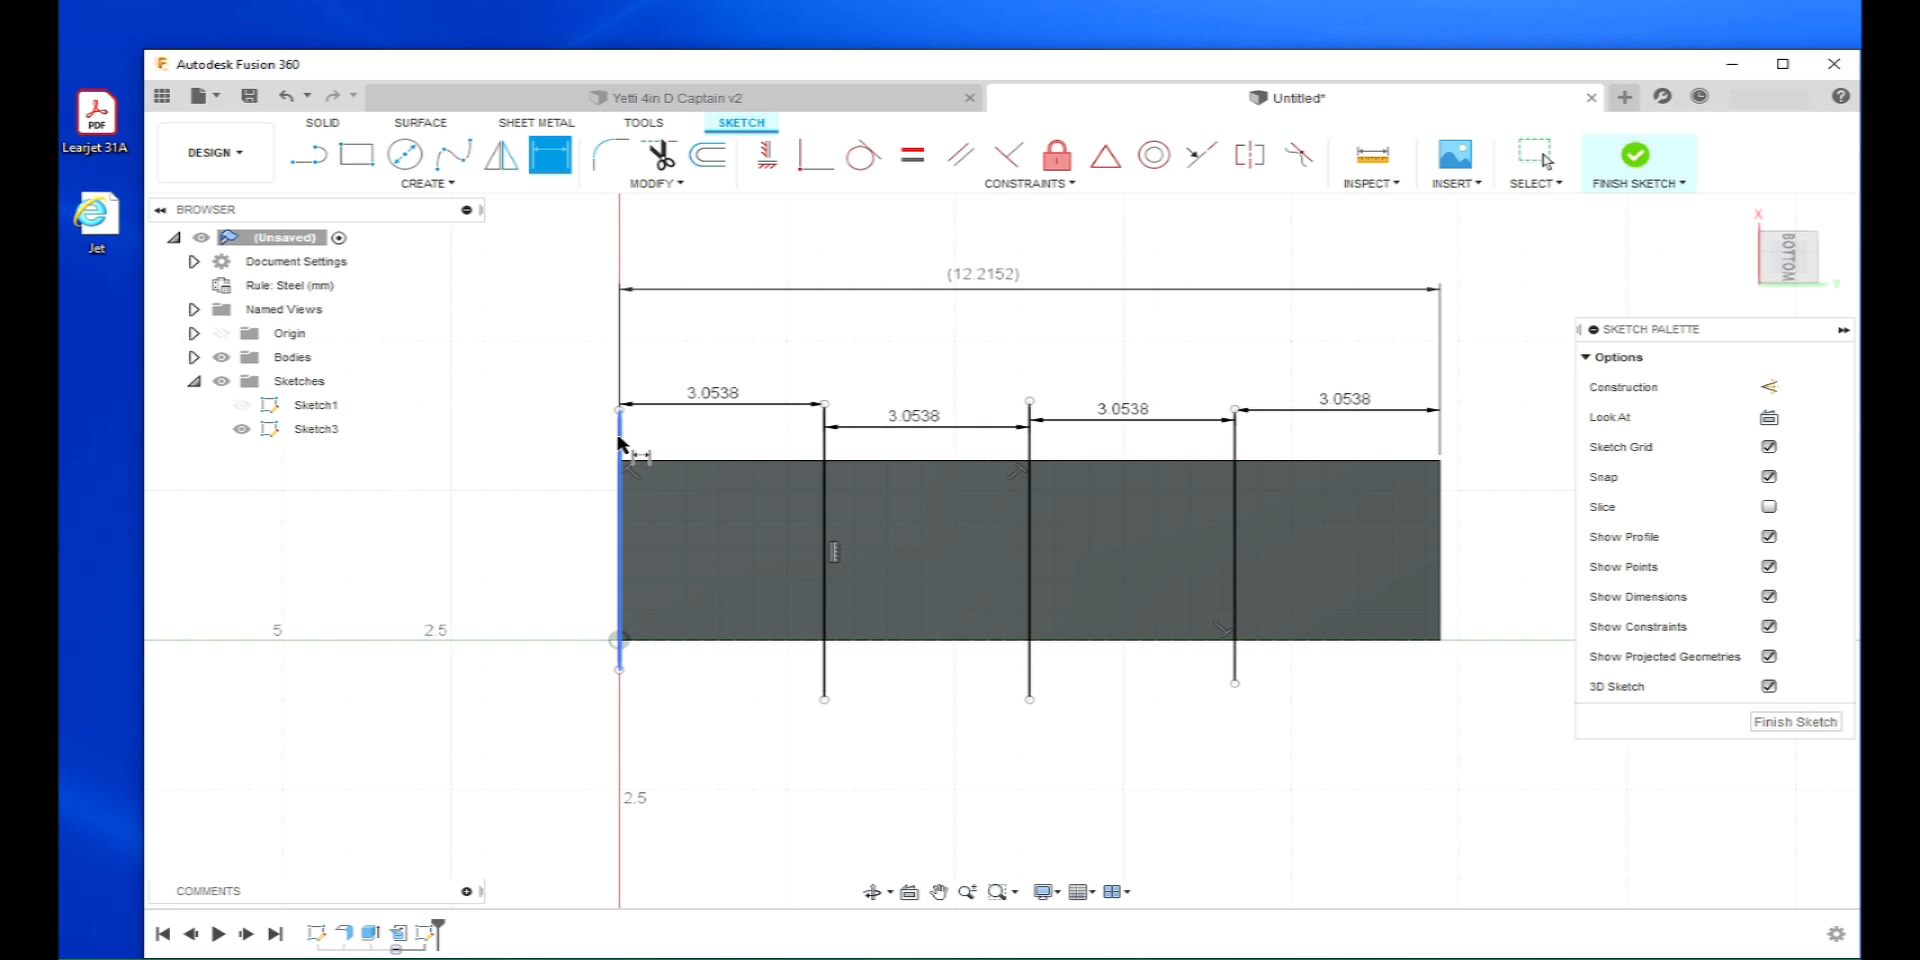 Autodesk Fusion 360
Yetti 4in D Captain v2
Untitled*
PDF
Learjet 31A
Jet
SOLID
SURFACE
SHEET METAL
TOOLS
SKETCH
DESIGN
CREATE
MODIFY
CONSTRAINTS
INSPECT
INSERT
SELECT
FINISH SKETCH
BROWSER
(Unsaved)
Document Settings
Rule: Steel (mm)
Named Views
Origin
Bodies
Sketches
Sketch1
Sketch3
X
BOTTOM
Y
(12.2152)
3.0538
3.0538
3.0538
3.0538
5
2.5
2.5
SKETCH PALETTE
Options
Construction
Look At
Sketch Grid
Snap
Slice
Show Profile
Show Points
Show Dimensions
Show Constraints
Show Projected Geometries
3D Sketch
Finish Sketch
COMMENTS